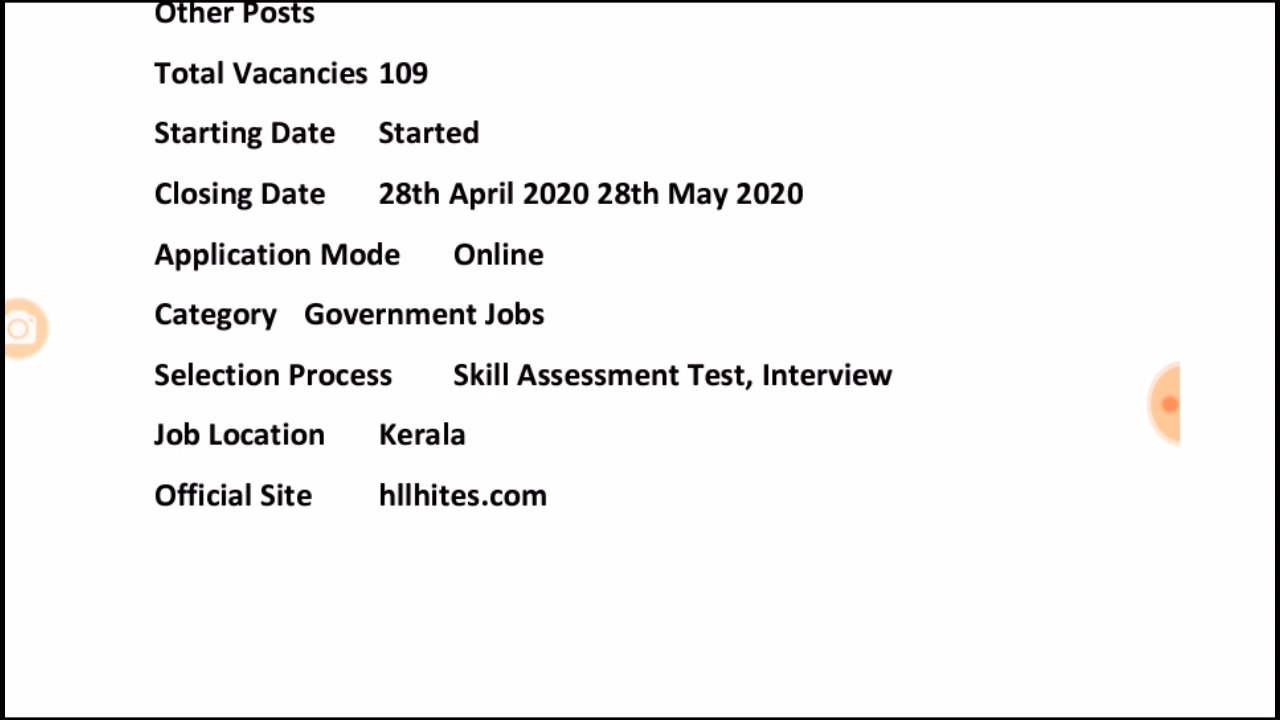 Other Posts
Total Vacancies 109
Starting Date Started
Closing Date 28th April 2020 28th May 2020
Application Mode Online
Category Government Jobs
Selection Process Skill Assessment Test, Interview
Job Location Kerala
Official Site hllhites.com